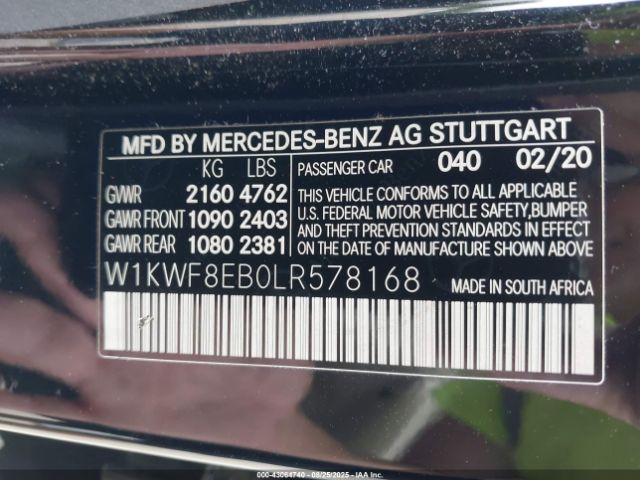 MFD BY MERCEDES-BENZ AG STUTTGART
KG LBS
GVWR 2160 4762
GAWR FRONT 1090 2403
GAWR REAR 1080 2381
PASSENGER CAR 040 02/20
THIS VEHICLE CONFORMS TO ALL APPLICABLE
U.S. FEDERAL MOTOR VEHICLE SAFETY,BUMPER
AND THEFT PREVENTION STANDARDS IN EFFECT
ON THE DATE OF MANUFACTURE SHOWN ABOVE.
W1KWF8EB0LR578168 MADE IN SOUTH AFRICA
000-43064740 - 08/25/2025 - IAAI.COM